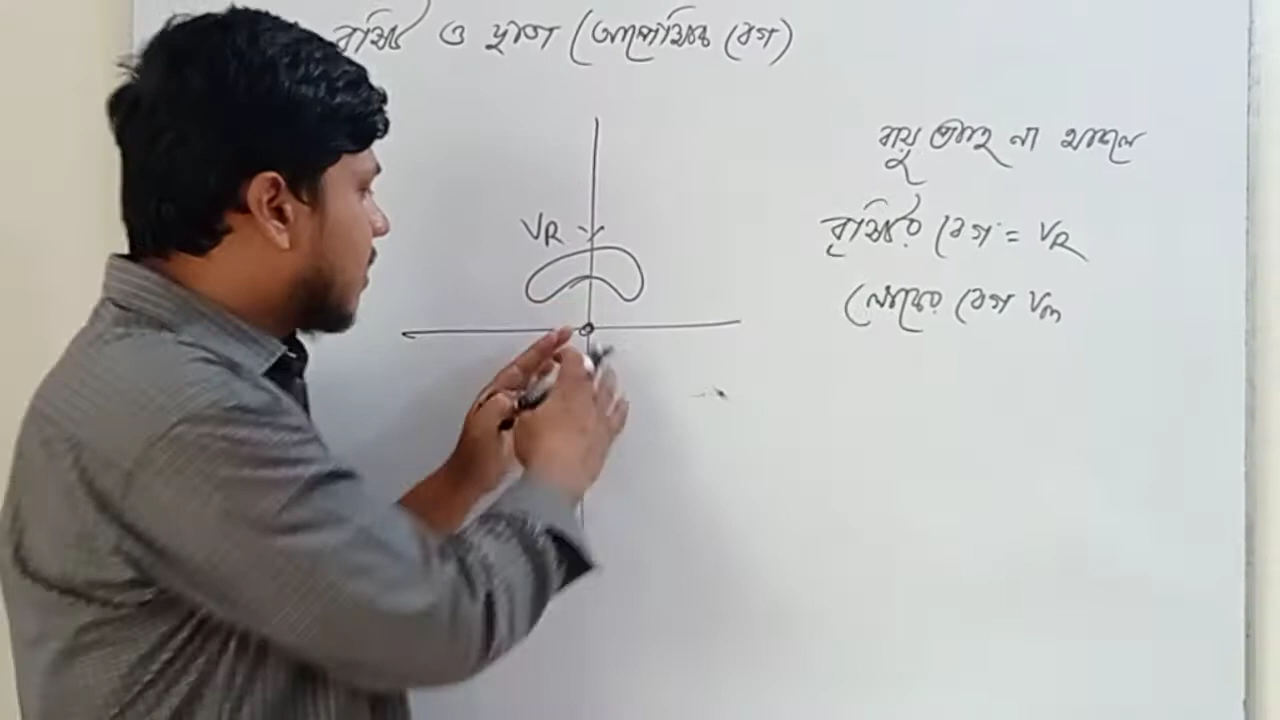 বৃষ্টি ও ছাতা (আপেক্ষিক বেগ)
বায়ু প্রবাহ না থাকলে
VR
বৃষ্টির বেগ = VR
লোকের বেগ Vm